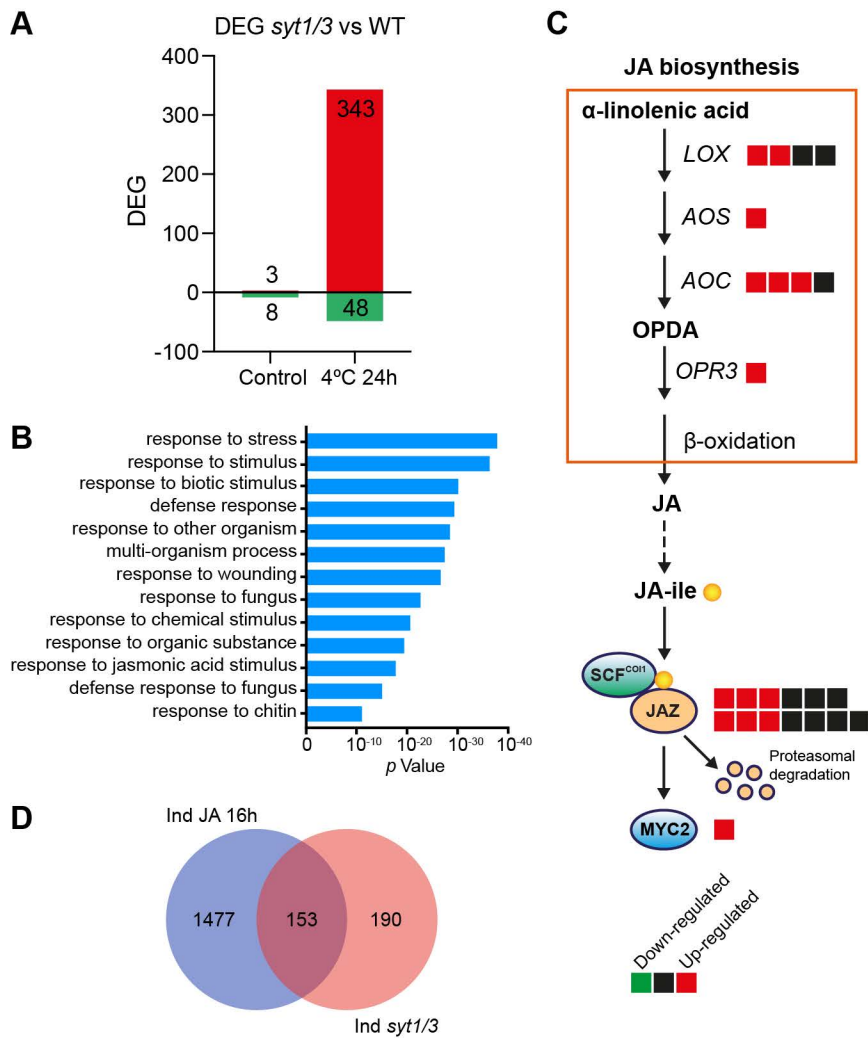 A
DEG syt1/3 vs WT
DEG
400
300
200
100
0
-100
343
3
8
48
Control
4ºC 24h
B
response to stress
response to stimulus
response to biotic stimulus
defense response
response to other organism
multi-organism process
response to wounding
response to fungus
response to chemical stimulus
response to organic substance
response to jasmonic acid stimulus
defense response to fungus
response to chitin
0 10-10 10-20 10-30 10-40
p Value
C
JA biosynthesis
α-linolenic acid
LOX
AOS
AOC
OPDA
OPR3
β-oxidation
JA
JA-ile
SCFCOI1
JAZ
Proteasomal
degradation
MYC2
Down-regulated
Up-regulated
D
Ind JA 16h
1477
153
190
Ind syt1/3